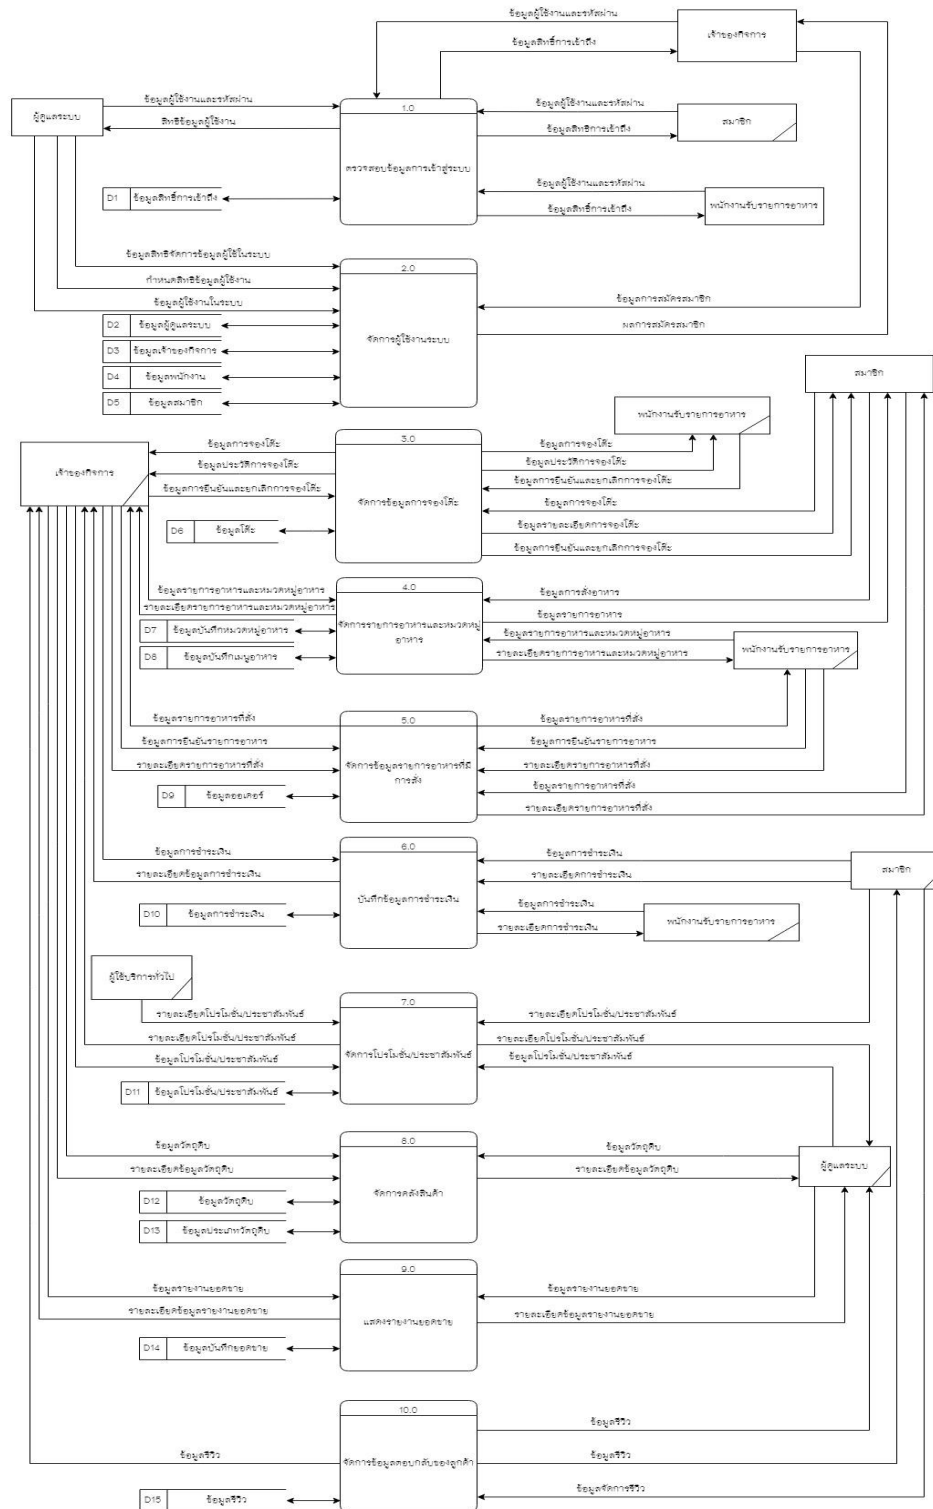 ข้อมูลผู้ใช้งานและรหัสผ่าน
เจ้าของกิจการ
ข้อมูลสิทธิ์การเข้าถึง
ผู้ดูแลระบบ
ข้อมูลผู้ใช้งานและรหัสผ่าน
สิทธิข้อมูลผู้ใช้งาน
1.0
ตรวจสอบข้อมูลการเข้าสู่ระบบ
ข้อมูลผู้ใช้งานและรหัสผ่าน
ข้อมูลสิทธิการเข้าถึง
สมาชิก
D1 ข้อมูลสิทธิ์การเข้าถึง
ข้อมูลผู้ใช้งานและรหัสผ่าน
ข้อมูลสิทธิ์การเข้าถึง
พนักงานรับรายการอาหาร
ข้อมูลสิทธิจัดการข้อมูลผู้ใช้ในระบบ
กำหนดสิทธิข้อมูลผู้ใช้งาน
ข้อมูลผู้ใช้งานในระบบ
2.0
จัดการผู้ใช้งานระบบ
ข้อมูลการสมัครสมาชิก
ผลการสมัครสมาชิก
D2 ข้อมูลผู้ดูแลระบบ
D3 ข้อมูลเจ้าของกิจการ
D4 ข้อมูลพนักงาน
D5 ข้อมูลสมาชิก
สมาชิก
พนักงานรับรายการอาหาร
เจ้าของกิจการ
ข้อมูลการจองโต๊ะ
ข้อมูลประวัติการจองโต๊ะ
ข้อมูลการยืนยันและยกเลิกการจองโต๊ะ
3.0
จัดการข้อมูลการจองโต๊ะ
ข้อมูลการจองโต๊ะ
ข้อมูลประวัติการจองโต๊ะ
ข้อมูลการยืนยันและยกเลิกการจองโต๊ะ
ข้อมูลการจองโต๊ะ
ข้อมูลรายละเอียดการจองโต๊ะ
ข้อมูลการยืนยันและยกเลิกการจองโต๊ะ
D6 ข้อมูลโต๊ะ
ข้อมูลรายการอาหารและหมวดหมู่อาหาร
รายละเอียดรายการอาหารและหมวดหมู่อาหาร
4.0
จัดการรายการอาหารและหมวดหมู่
อาหาร
ข้อมูลการสั่งอาหาร
ข้อมูลรายการอาหาร
ข้อมูลรายการอาหารและหมวดหมู่อาหาร
รายละเอียดรายการอาหารและหมวดหมู่อาหาร
D7 ข้อมูลบันทึกหมวดหมู่อาหาร
D8 ข้อมูลบันทึกเมนูอาหาร
พนักงานรับรายการอาหาร
ข้อมูลรายการอาหารที่สั่ง
ข้อมูลการยืนยันรายการอาหาร
รายละเอียดรายการอาหารที่สั่ง
5.0
จัดการข้อมูลรายการอาหารที่มี
การสั่ง
ข้อมูลรายการอาหารที่สั่ง
ข้อมูลการยืนยันรายการอาหาร
รายละเอียดรายการอาหารที่สั่ง
ข้อมูลรายการอาหารที่สั่ง
รายละเอียดรายการอาหารที่สั่ง
D9 ข้อมูลออเดอร์
ข้อมูลการชำระเงิน
รายละเอียดข้อมูลการชำระเงิน
6.0
บันทึกข้อมูลการชำระเงิน
ข้อมูลการชำระเงิน
รายละเอียดการชำระเงิน
สมาชิก
D10 ข้อมูลการชำระเงิน
ข้อมูลการชำระเงิน
รายละเอียดการชำระเงิน
พนักงานรับรายการอาหาร
ผู้ใช้บริการทั่วไป
รายละเอียดโปรโมชั่น/ประชาสัมพันธ์
รายละเอียดโปรโมชั่น/ประชาสัมพันธ์
ข้อมูลโปรโมชั่น/ประชาสัมพันธ์
7.0
จัดการโปรโมชั่น/ประชาสัมพันธ์
รายละเอียดโปรโมชั่น/ประชาสัมพันธ์
รายละเอียดโปรโมชั่น/ประชาสัมพันธ์
ข้อมูลโปรโมชั่น/ประชาสัมพันธ์
D11 ข้อมูลโปรโมชั่น/ประชาสัมพันธ์
ข้อมูลวัตถุดิบ
รายละเอียดข้อมูลวัตถุดิบ
8.0
จัดการคลังสินค้า
ข้อมูลวัตถุดิบ
รายละเอียดข้อมูลวัตถุดิบ
ผู้ดูแลระบบ
D12 ข้อมูลวัตถุดิบ
D13 ข้อมูลประเภทวัตถุดิบ
ข้อมูลรายงานยอดขาย
รายละเอียดข้อมูลรายงานยอดขาย
9.0
แสดงรายงานยอดขาย
ข้อมูลรายงานยอดขาย
รายละเอียดข้อมูลรายงานยอดขาย
D14 ข้อมูลบันทึกยอดขาย
10.0
จัดการข้อมูลตอบกลับของลูกค้า
ข้อมูลรีวิว
ข้อมูลรีวิว
ข้อมูลรีวิว
ข้อมูลจัดการรีวิว
D15 ข้อมูลรีวิว